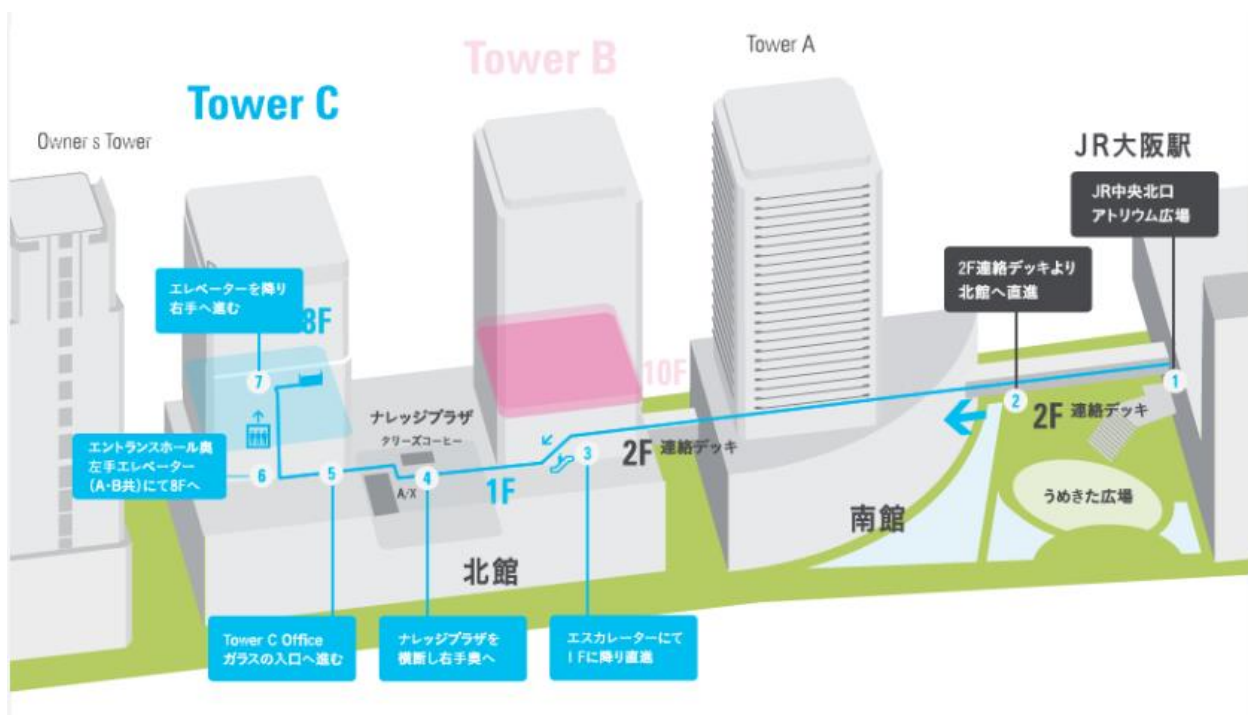 Tower B
Tower A
Tower C
Owner s Tower
JR大阪駅
JR中央北口
アトリウム広場
2F連絡デッキより
北館へ直進
エレベーターを降り
右手へ進む
8F
10F
7
1
2
2F 連絡デッキ
ナレッジプラザ
タリーズコーヒー
エントランスホール奥
左手エレベーター
(A・B共)にて8Fへ
6
5
4
3
2F 連絡デッキ
A/X
1F
うめきた広場
南館
北館
Tower C Office
ガラスの入口へ進む
ナレッジプラザを
横断し右手奥へ
エスカレーターにて
1Fに降り直進